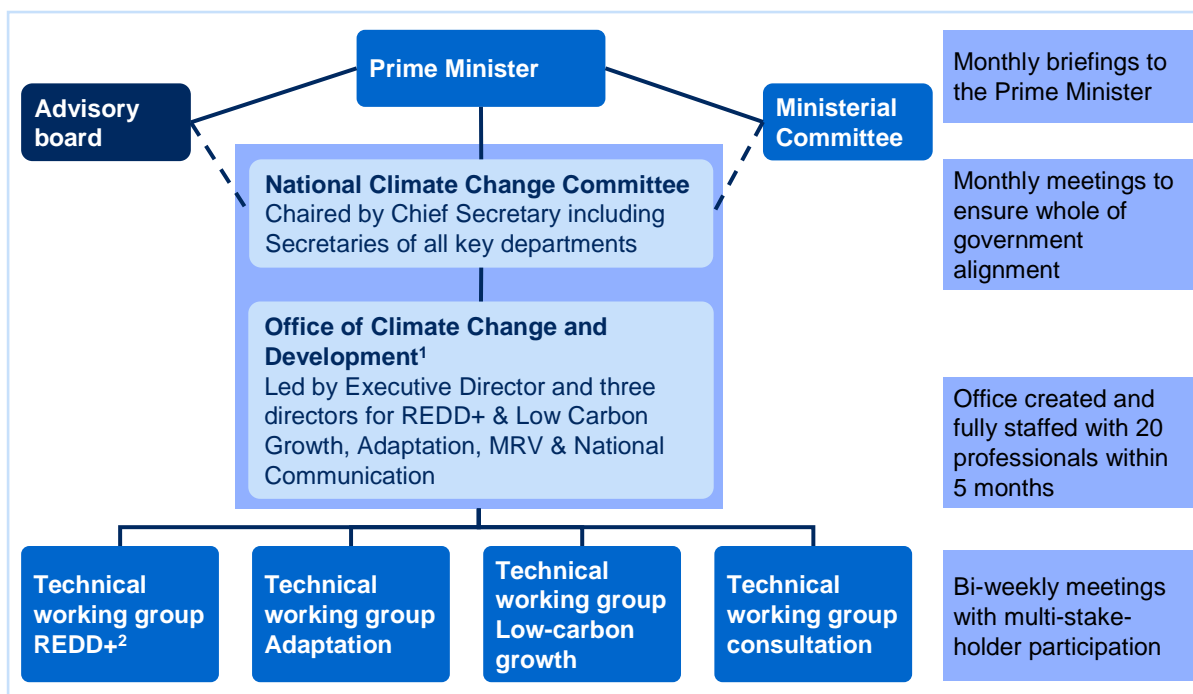 Prime Minister
Advisory
board
Ministerial
Committee
Monthly briefings to
the Prime Minister
National Climate Change Committee
Chaired by Chief Secretary including
Secretaries of all key departments
Monthly meetings to
ensure whole of
government
alignment
Office of Climate Change and
Development¹
Led by Executive Director and three
directors for REDD+ & Low Carbon
Growth, Adaptation, MRV & National
Communication
Office created and
fully staffed with 20
professionals within
5 months
Technical
working group
REDD+²
Technical
working group
Adaptation
Technical
working group
Low-carbon
growth
Technical
working group
consultation
Bi-weekly meetings
with multi-stake-
holder participation